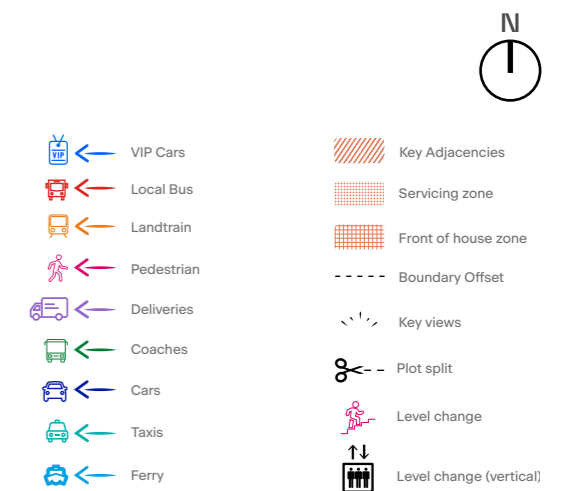 N
VIP
VIP Cars
Local Bus
Landtrain
Pedestrian
Deliveries
Coaches
Cars
Taxis
Ferry
Key Adjacencies
Servicing zone
Front of house zone
Boundary Offset
Key views
Plot split
Level change
Level change (vertical)